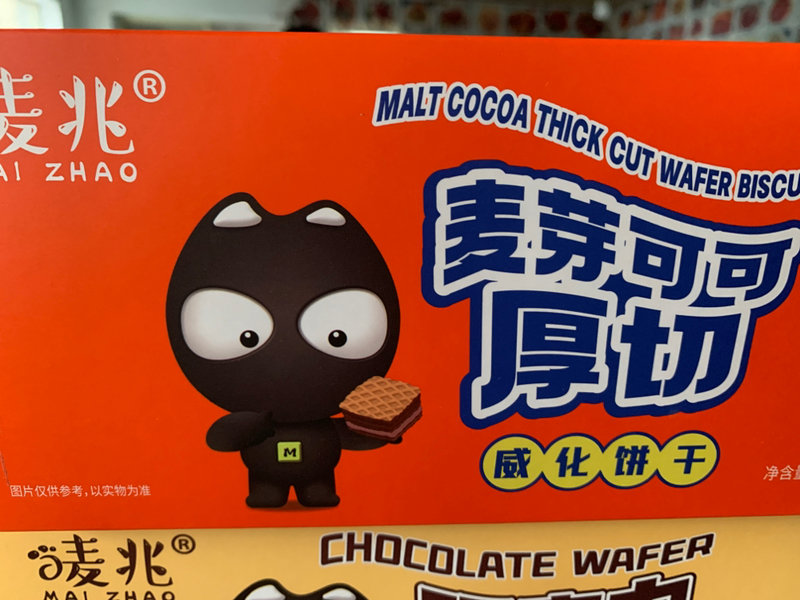 麦兆®
AI ZHAO
MALT COCOA THICK CUT WAFER BISCU
麦芽可可
厚切
威化饼干
M
图片仅供参考,以实物为准
净含量
唛兆®
MAI ZHAO
CHOCOLATE WAFER